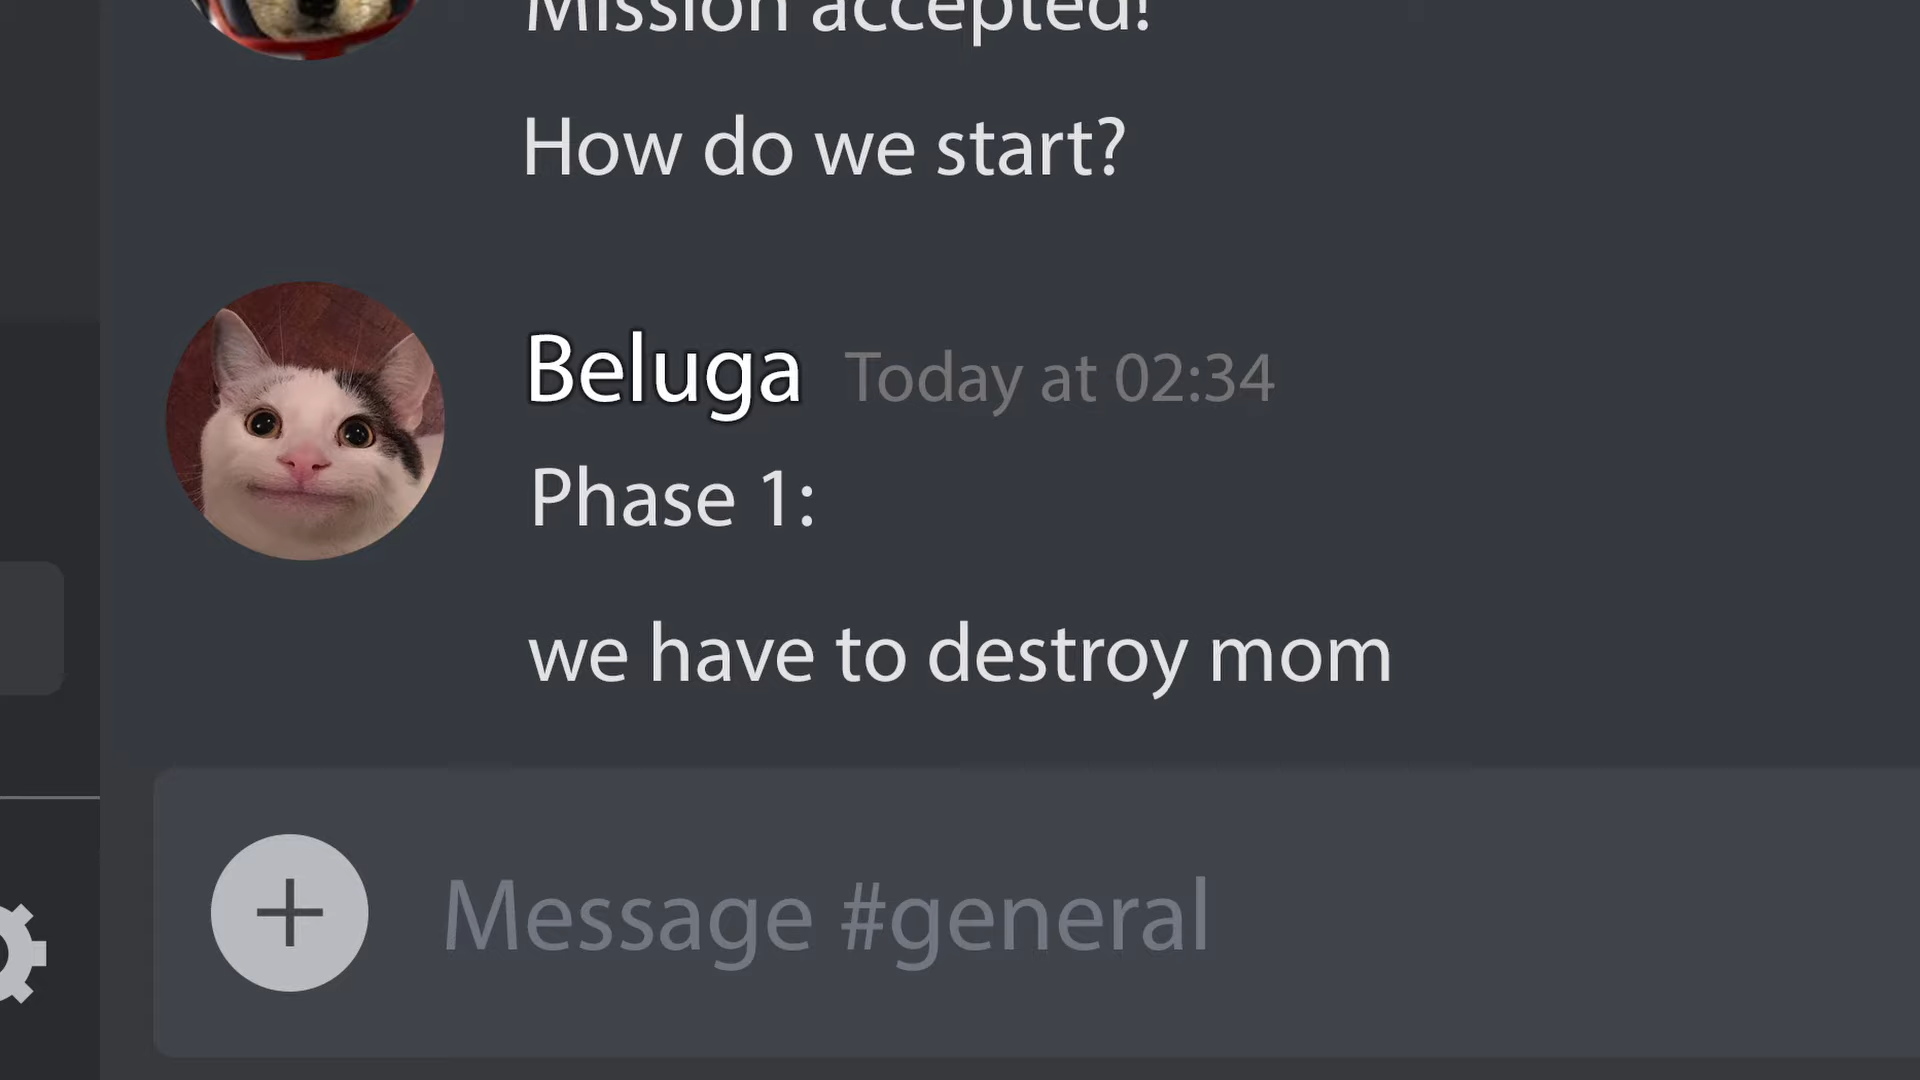 Mission accepted!
How do we start?
Beluga Today at 02:34
Phase 1:
we have to destroy mom
Message #general